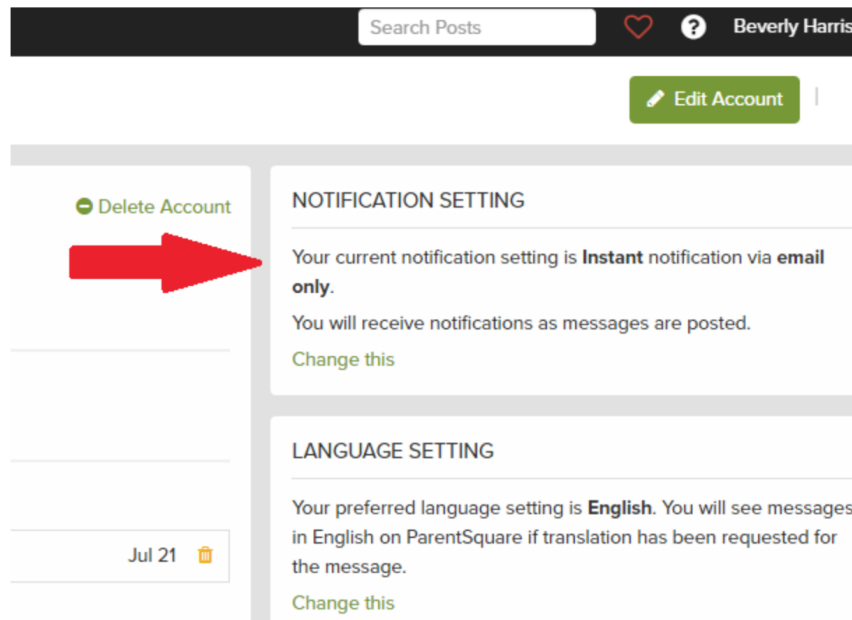 Search Posts
? Beverly Harris
Edit Account
Delete Account
NOTIFICATION SETTING
Your current notification setting is Instant notification via email
only.
You will receive notifications as messages are posted.
Change this
LANGUAGE SETTING
Your preferred language setting is English. You will see messages
in English on ParentSquare if translation has been requested for
the message.
Jul 21
Change this